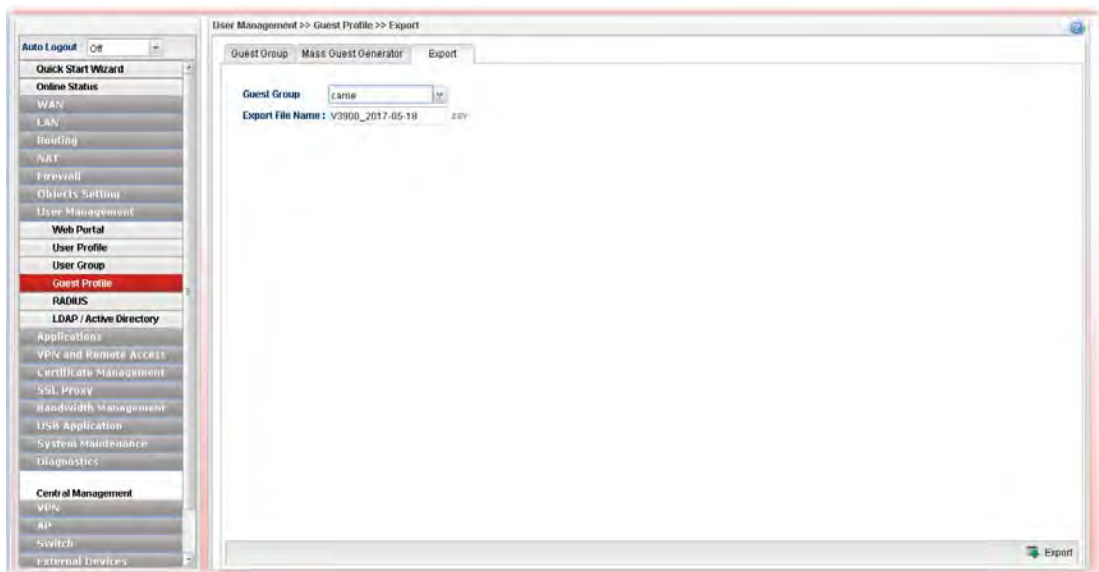 User Management >> Guest Profile >> Export
Auto Logout : Off
Quick Start Wizard
Online Status
WAN
LAN
Routing
NAT
Firewall
Objects Setting
User Management
Web Portal
User Profile
User Group
Guest Profile
RADIUS
LDAP / Active Directory
Applications
VPN and Remote Access
Certificate Management
SSL Proxy
Bandwidth Management
USB Application
System Maintenance
Diagnostics
Central Management
VPN
AP
Switch
External Devices
Guest Group
Mass Guest Generator
Export
Guest Group
carrie
Export File Name : V3900_2017-05-18 .csv
Export